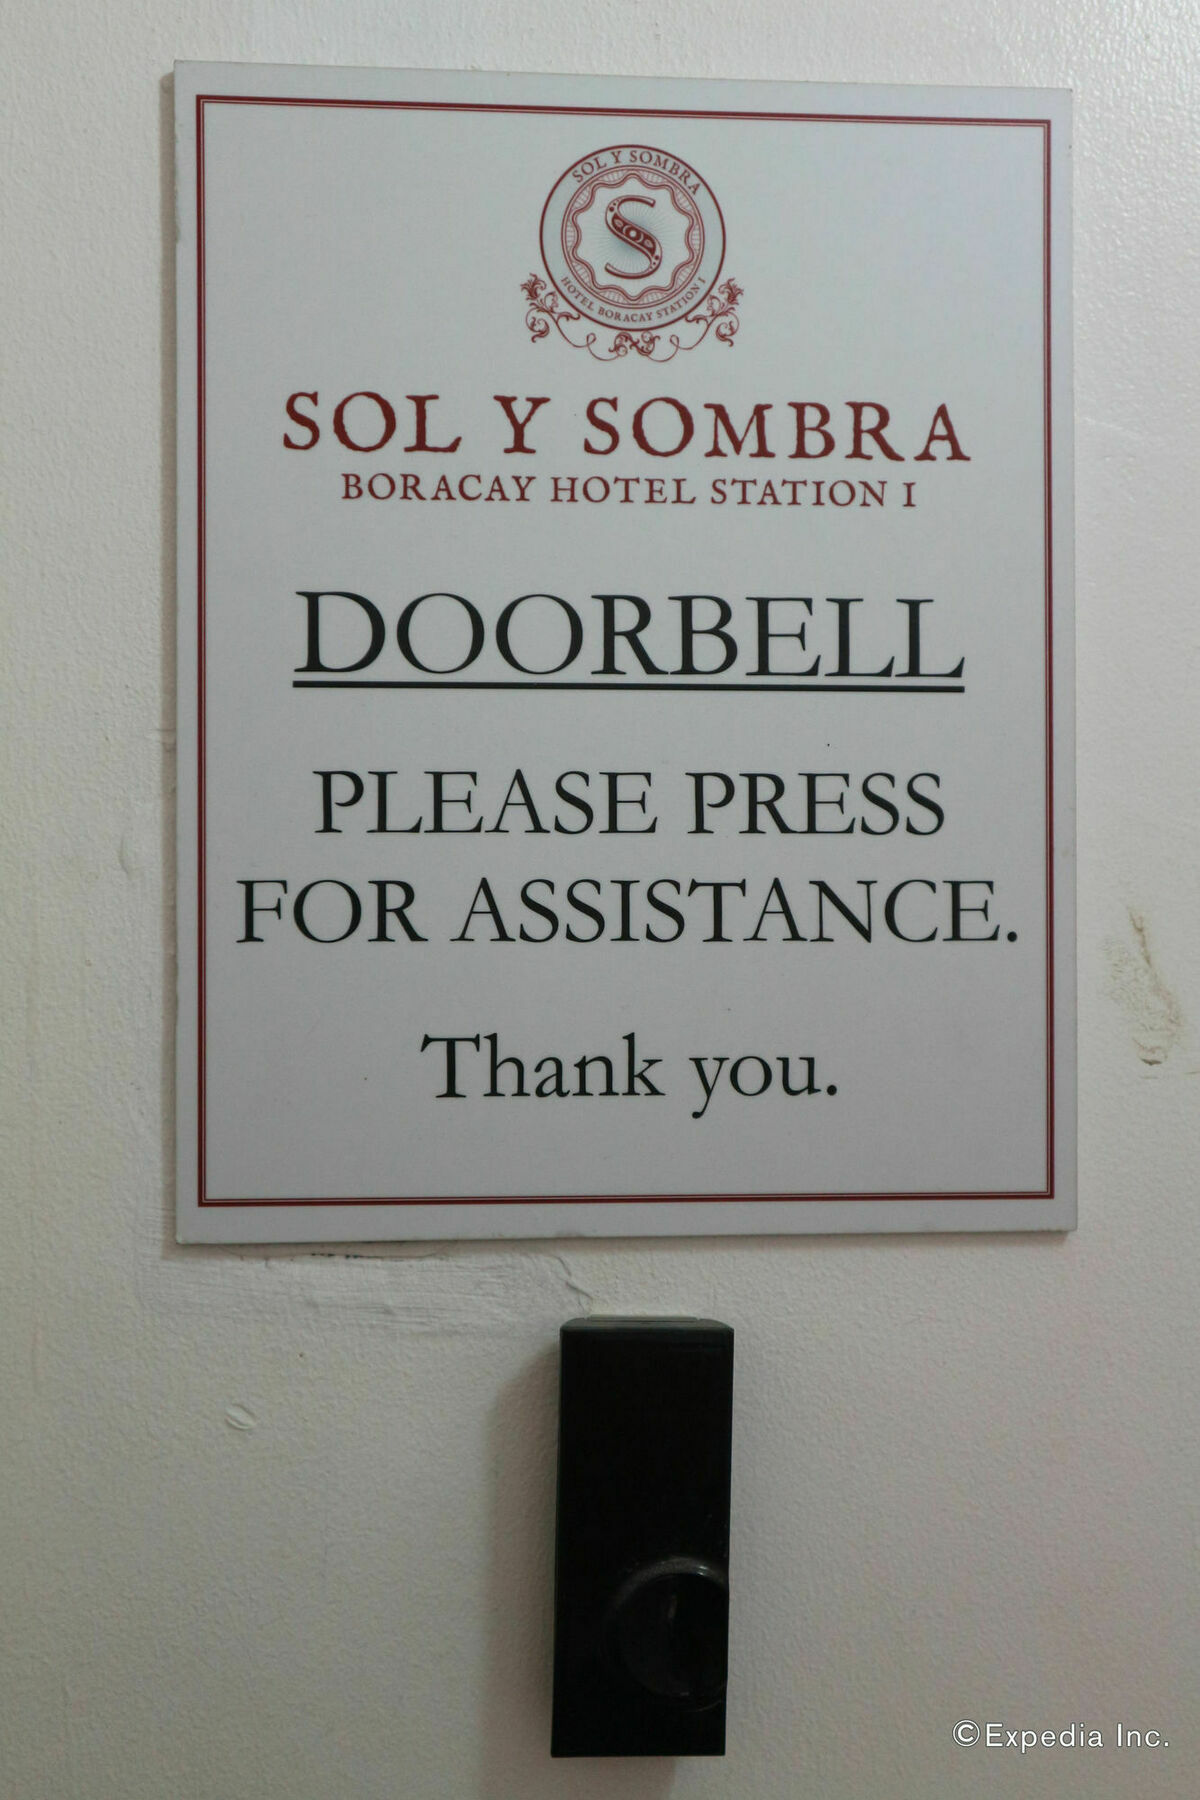 SOL Y SOMBRA
S
HOTEL BORACAY STATION I
SOL Y SOMBRA
BORACAY HOTEL STATION I
DOORBELL
PLEASE PRESS
FOR ASSISTANCE.
Thank you.
©Expedia Inc.